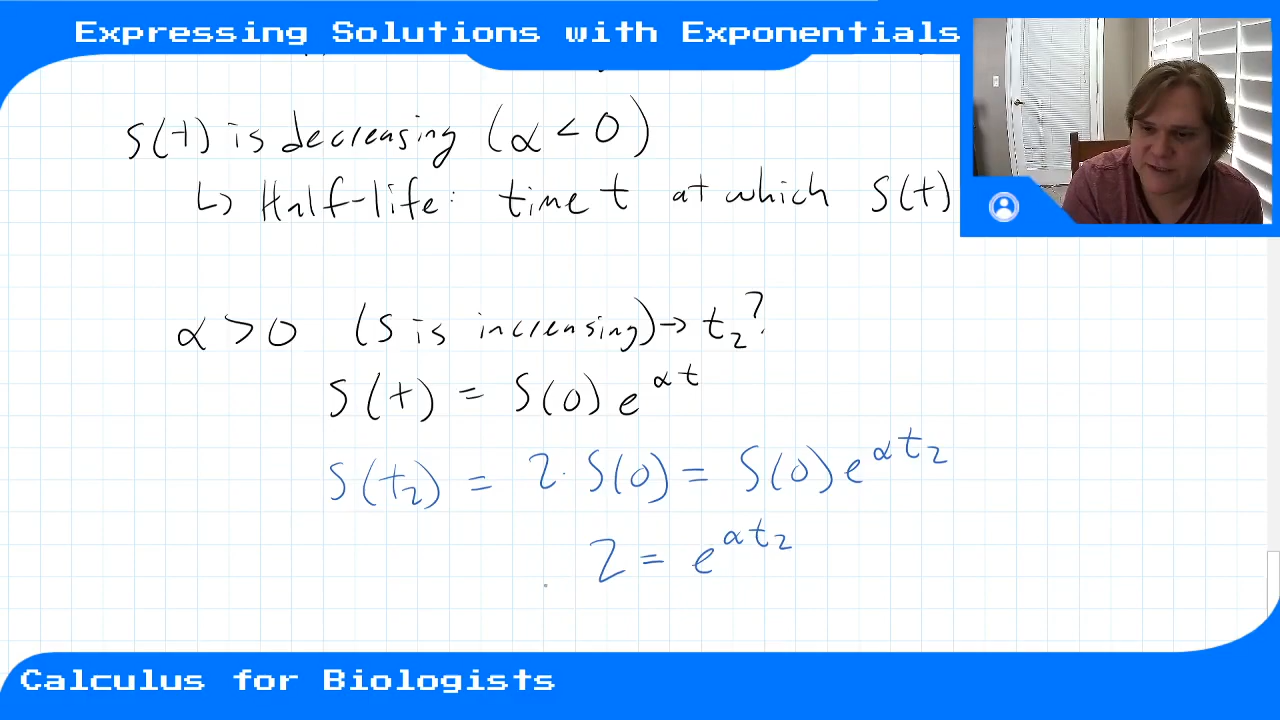 Expressing Solutions with Exponentials
S(t) is decreasing (α < 0)
↳ Half-life: time t at which S(t)
α > 0 (S is increasing) → t₂?
S(t) = S(0) e^{αt}
S(t₂) = 2 · S(0) = S(0) e^{αt₂}
2 = e^{αt₂}
Calculus for Biologists